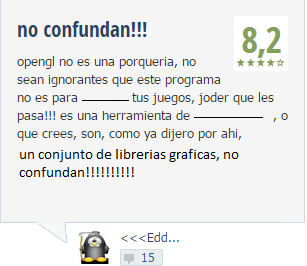 no confundan!!!
8,2
opengl no es una porqueria, no
sean ignorantes que este programa
no es para ________ tus juegos, joder que les
pasa!!! es una herramienta de ____________ , o
que crees, son, como ya dijero por ahi,
un conjunto de librerias graficas, no
confundan!!!!!!!!!!
<<<Edd...
15